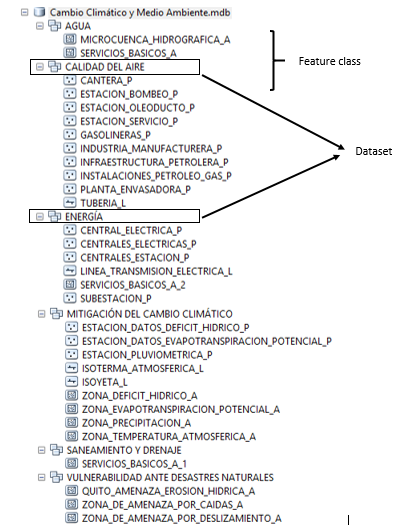 Cambio Climático y Medio Ambiente.mdb
AGUA
MICROCUENCA_HIDROGRAFICA_A
SERVICIOS_BASICOS_A
Feature class
CALIDAD DEL AIRE
CANTERA_P
ESTACION_BOMBEO_P
ESTACION_OLEODUCTO_P
ESTACION_SERVICIO_P
GASOLINERAS_P
INDUSTRIA_MANUFACTURERA_P
Dataset
INFRAESTRUCTURA_PETROLERA_P
INSTALACIONES_PETROLEO_GAS_P
PLANTA_ENVASADORA_P
TUBERIA_L
ENERGÍA
CENTRAL_ELECTRICA_P
CENTRALES_ELECTRICAS_P
CENTRALES_ESTACION_P
LINEA_TRANSMISION_ELECTRICA_L
SERVICIOS_BASICOS_A_2
SUBESTACION_P
MITIGACIÓN DEL CAMBIO CLIMÁTICO
ESTACION_DATOS_DEFICIT_HIDRICO_P
ESTACION_DATOS_EVAPOTRANSPIRACION_POTENCIAL_P
ESTACION_PLUVIOMETRICA_P
ISOTERMA_ATMOSFERICA_L
ISOYETA_L
ZONA_DEFICIT_HIDRICO_A
ZONA_EVAPOTRANSPIRACION_POTENCIAL_A
ZONA_PRECIPITACION_A
ZONA_TEMPERATURA_ATMOSFERICA_A
SANEAMIENTO Y DRENAJE
SERVICIOS_BASICOS_A_1
VULNERABILIDAD ANTE DESASTRES NATURALES
QUITO_AMENAZA_EROSION_HIDRICA_A
ZONA_DE_AMENAZA_POR_CAIDAS_A
ZONA_DE_AMENAZA_POR_DESLIZAMIENTO_A